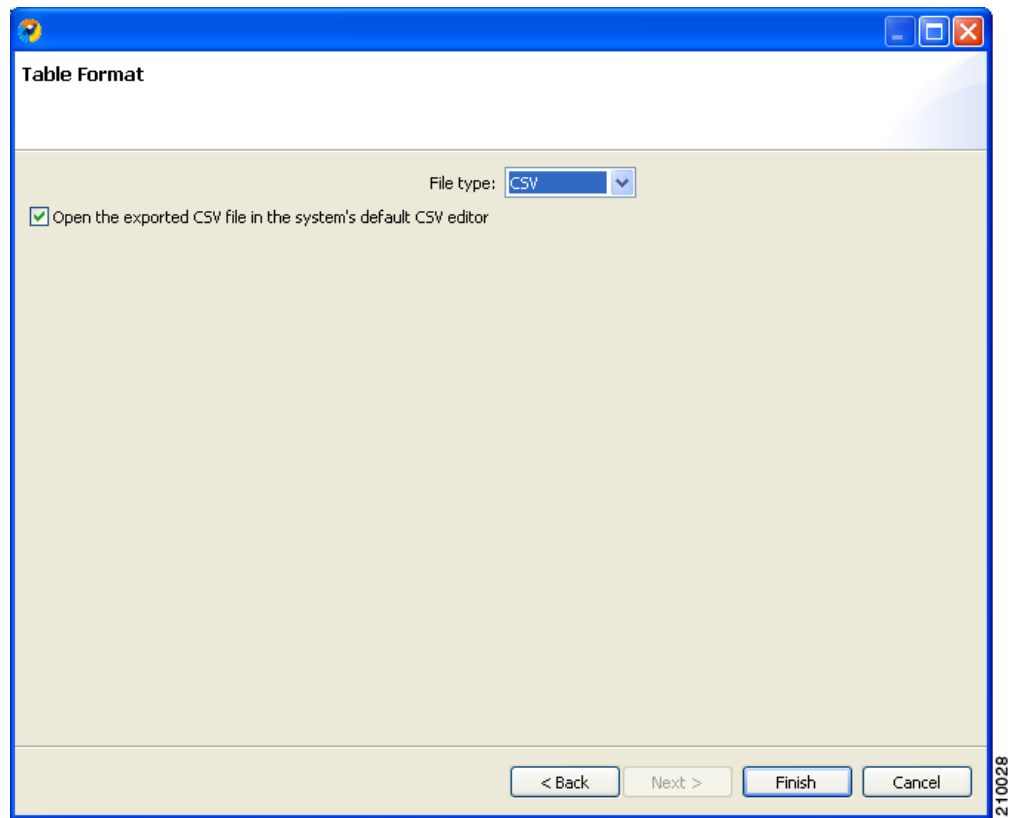 Table Format
File type: CSV
Open the exported CSV file in the system's default CSV editor
< Back Next > Finish Cancel
210028